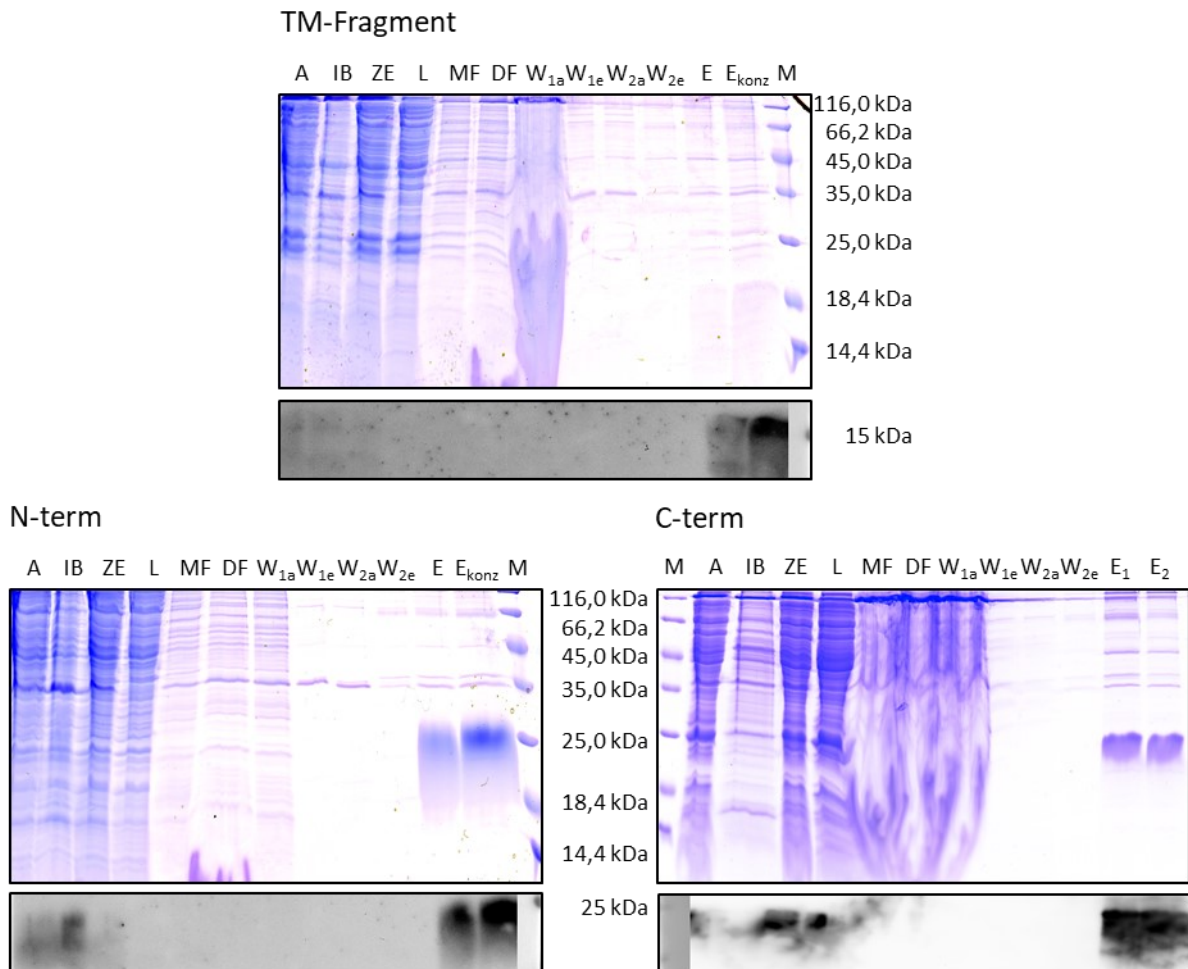 TM-Fragment
A IB ZE L MF DF W1a W1e W2a W2e E Ekonz M
116,0 kDa
66,2 kDa
45,0 kDa
35,0 kDa
25,0 kDa
18,4 kDa
14,4 kDa
15 kDa
N-term
A IB ZE L MF DF W1a W1e W2a W2e E Ekonz M
116,0 kDa
66,2 kDa
45,0 kDa
35,0 kDa
25,0 kDa
18,4 kDa
14,4 kDa
25 kDa
C-term
M A IB ZE L MF DF W1a W1e W2a W2e E1 E2